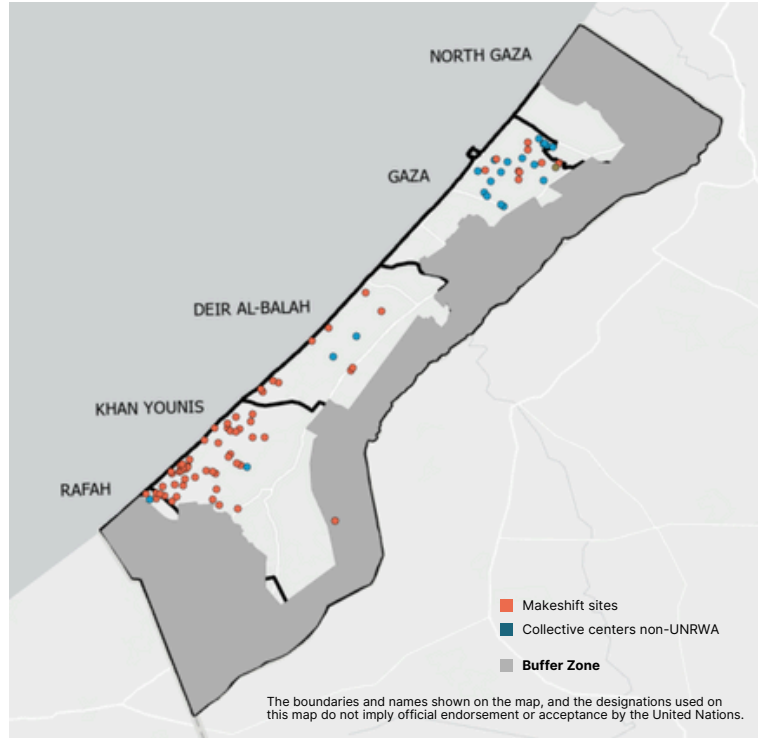 NORTH GAZA
GAZA
DEIR AL-BALAH
KHAN YOUNIS
RAFAH
Makeshift sites
Collective centers non-UNRWA
Buffer Zone
The boundaries and names shown on the map, and the designations used on
this map do not imply official endorsement or acceptance by the United Nations.